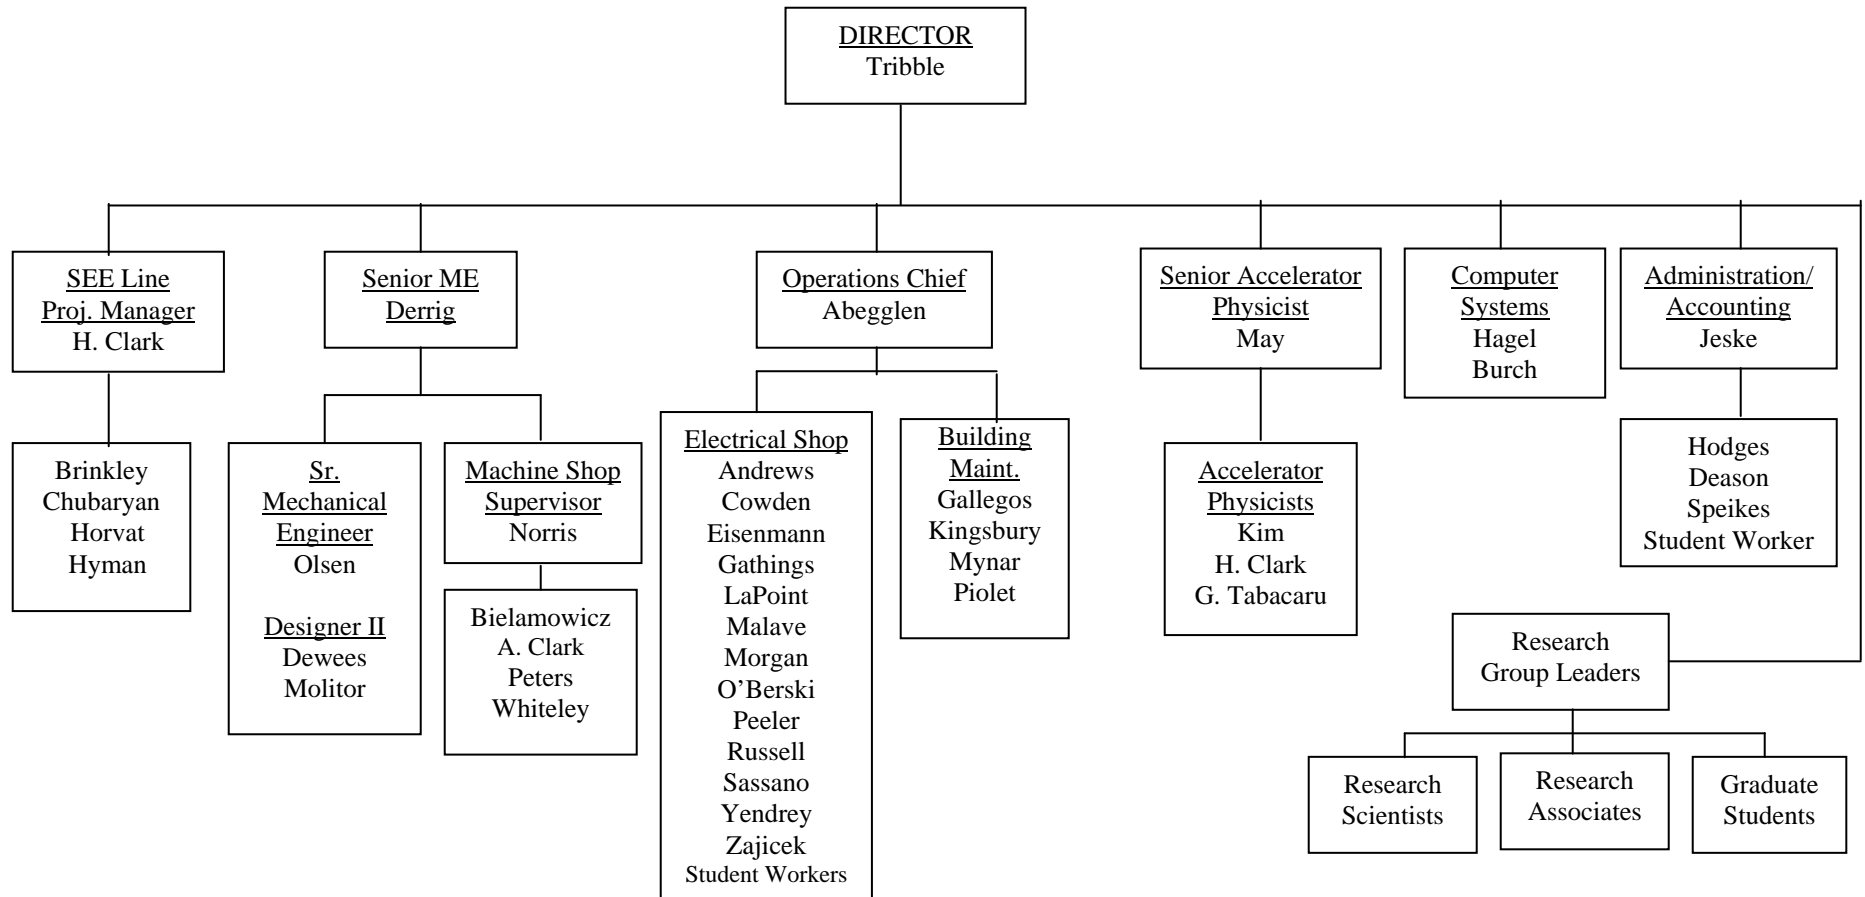 DIRECTOR
Tribble
SEE Line
Proj. Manager
H. Clark
Senior ME
Derrig
Operations Chief
Abegglen
Senior Accelerator
Physicist
May
Computer
Systems
Hagel
Burch
Administration/
Accounting
Jeske
Brinkley
Chubaryan
Horvat
Hyman
Sr.
Mechanical
Engineer
Olsen
Designer II
Dewees
Molitor
Machine Shop
Supervisor
Norris
Bielamowicz
A. Clark
Peters
Whiteley
Electrical Shop
Andrews
Cowden
Eisenmann
Gathings
LaPoint
Malave
Morgan
O’Berski
Peeler
Russell
Sassano
Yendrey
Zajicek
Student Workers
Building
Maint.
Gallegos
Kingsbury
Mynar
Piolet
Accelerator
Physicists
Kim
H. Clark
G. Tabacaru
Hodges
Deason
Speikes
Student Worker
Research
Group Leaders
Research
Scientists
Research
Associates
Graduate
Students